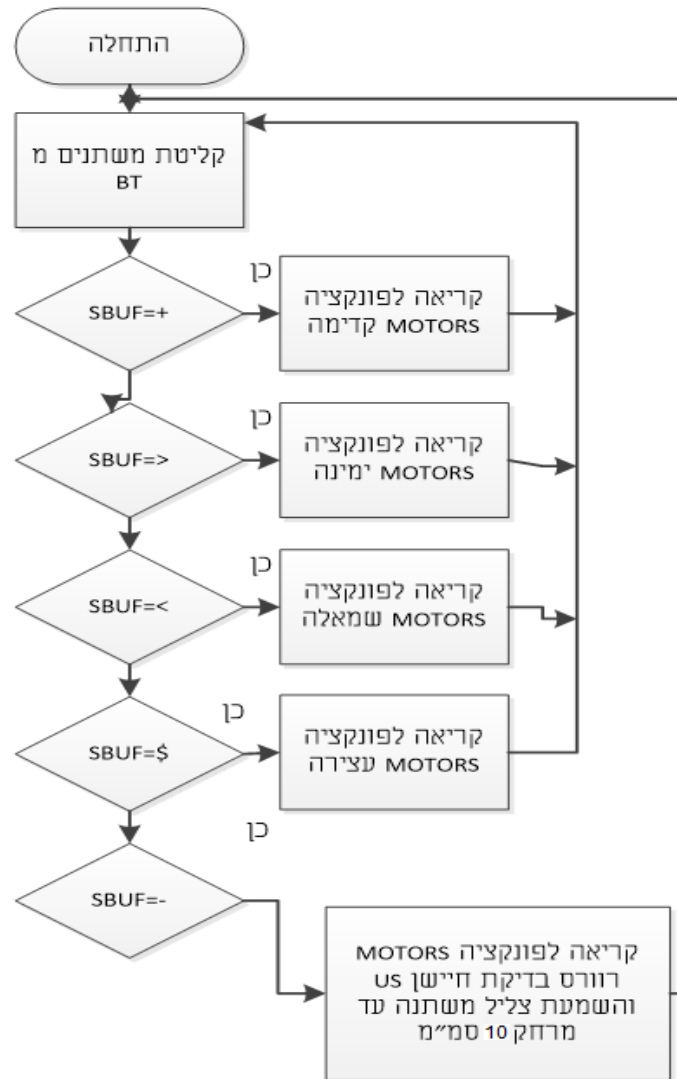 התחלה
קליטת משתנים מ
BT
SBUF=+
כן
קריאה לפונקציה
MOTORS קדימה
SBUF=>
כן
קריאה לפונקציה
MOTORS ימינה
SBUF=<
כן
קריאה לפונקציה
MOTORS שמאלה
SBUF=$
כן
קריאה לפונקציה
MOTORS עצירה
SBUF=-
כן
קריאה לפונקציה MOTORS
רוורס בדיקת חיישן US
והשמעת צליל משתנה עד
מרחק 10 סמ״מ